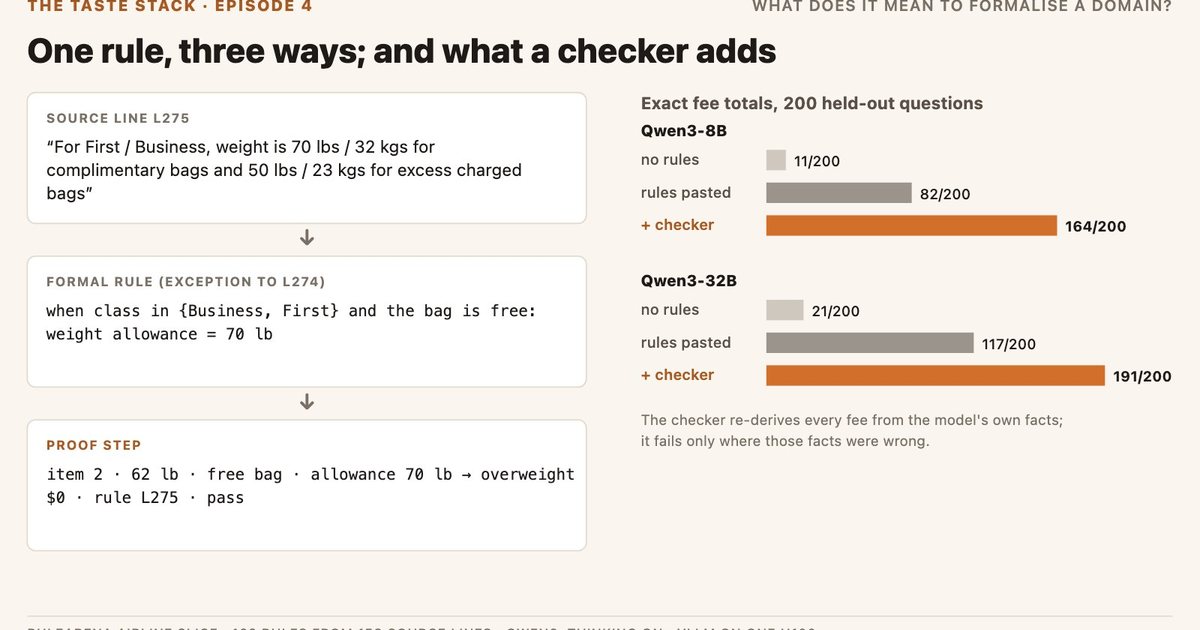 THE TASTE STACK · EPISODE 4
WHAT DOES IT MEAN TO FORMALISE A DOMAIN?
One rule, three ways; and what a checker adds
SOURCE LINE L275
“For First / Business, weight is 70 lbs / 32 kgs for
complimentary bags and 50 lbs / 23 kgs for excess charged
bags”
↓
FORMAL RULE (EXCEPTION TO L274)
when class in {Business, First} and the bag is free:
weight allowance = 70 lb
↓
PROOF STEP
item 2 · 62 lb · free bag · allowance 70 lb → overweight
$0 · rule L275 · pass
Exact fee totals, 200 held-out questions
Qwen3-8B
no rules 11/200
rules pasted 82/200
+ checker 164/200
Qwen3-32B
no rules 21/200
rules pasted 117/200
+ checker 191/200
The checker re-derives every fee from the model's own facts;
it fails only where those facts were wrong.